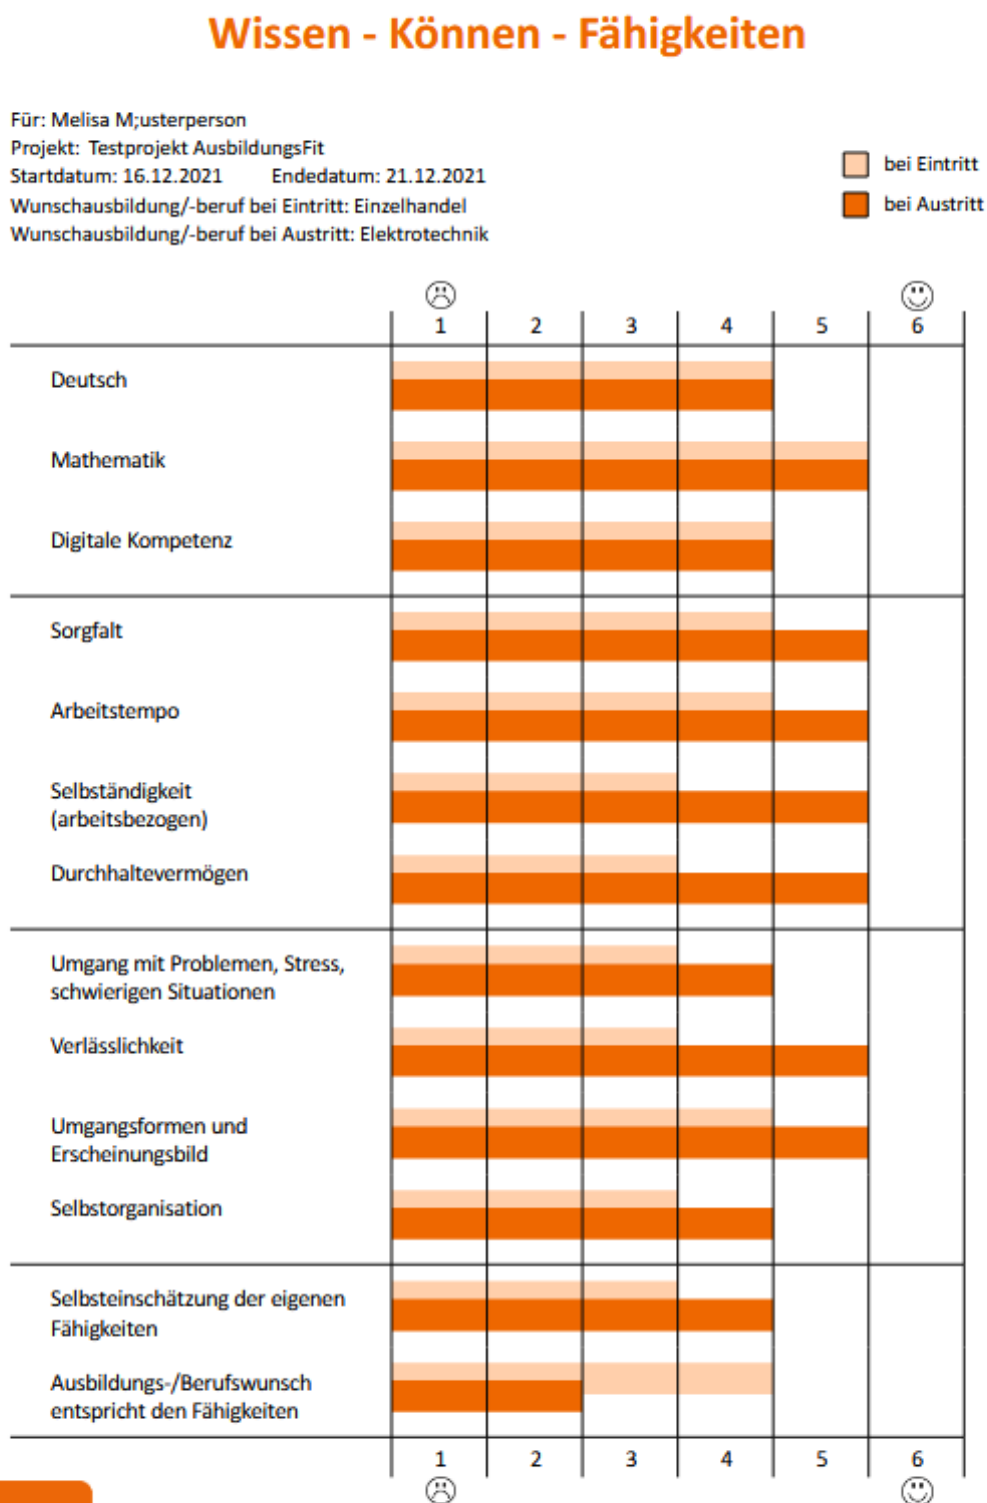 Wissen - Können - Fähigkeiten
Für: Melisa M;usterperson
Projekt: Testprojekt AusbildungsFit
Startdatum: 16.12.2021 Endedatum: 21.12.2021
Wunschausbildung/-beruf bei Eintritt: Einzelhandel
Wunschausbildung/-beruf bei Austritt: Elektrotechnik
bei Eintritt
bei Austritt
1 2 3 4 5 6
Deutsch
Mathematik
Digitale Kompetenz
Sorgfalt
Arbeitstempo
Selbständigkeit
(arbeitsbezogen)
Durchhaltevermögen
Umgang mit Problemen, Stress,
schwierigen Situationen
Verlässlichkeit
Umgangsformen und
Erscheinungsbild
Selbstorganisation
Selbsteinschätzung der eigenen
Fähigkeiten
Ausbildungs-/Berufswunsch
entspricht den Fähigkeiten
1 2 3 4 5 6